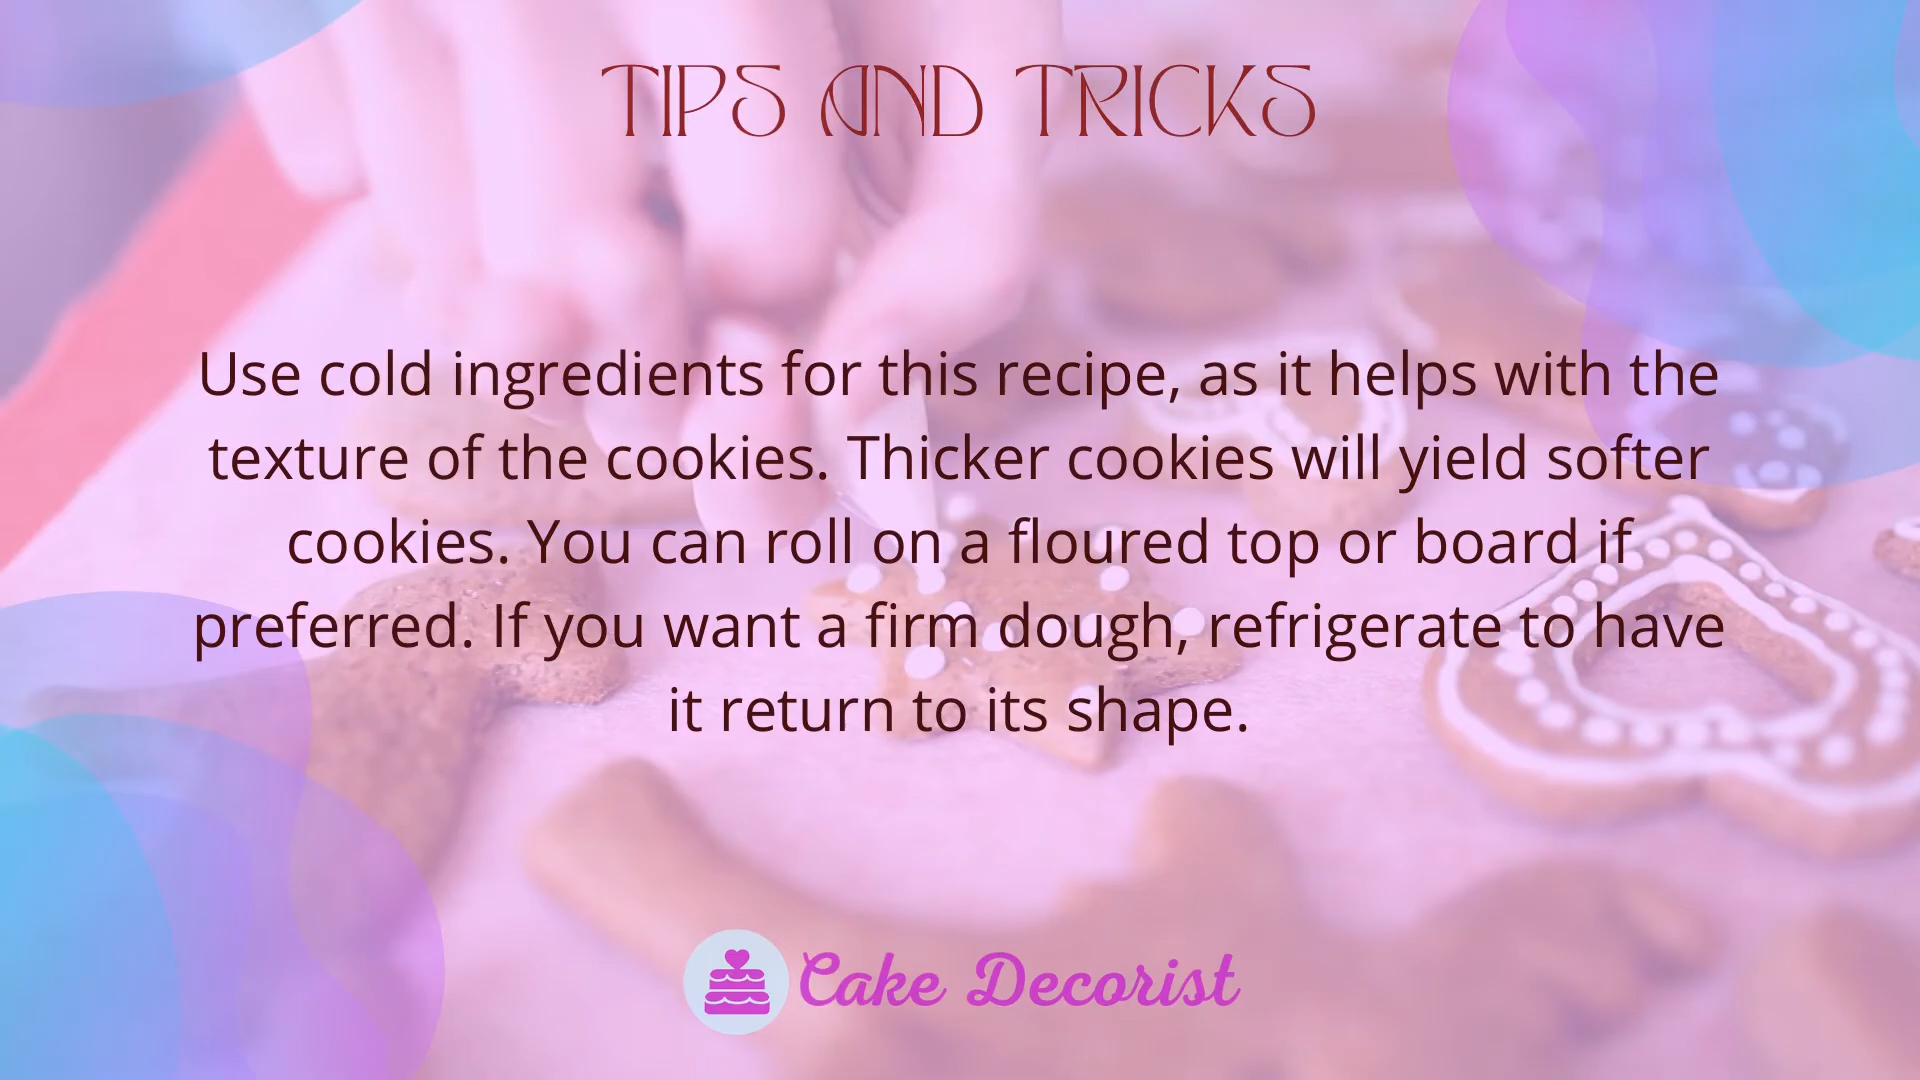 TIPS AND TRICKS
Use cold ingredients for this recipe, as it helps with the
texture of the cookies. Thicker cookies will yield softer
cookies. You can roll on a floured top or board if
preferred. If you want a firm dough, refrigerate to have
it return to its shape.
Cake Decorist